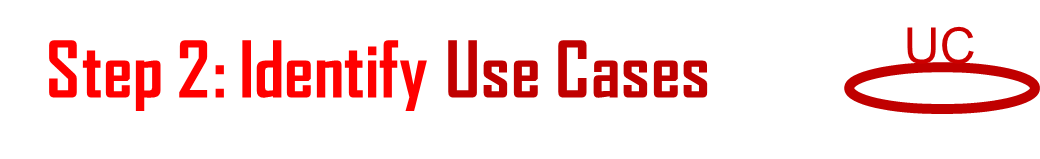 Step 2: Identify Use Cases
UC